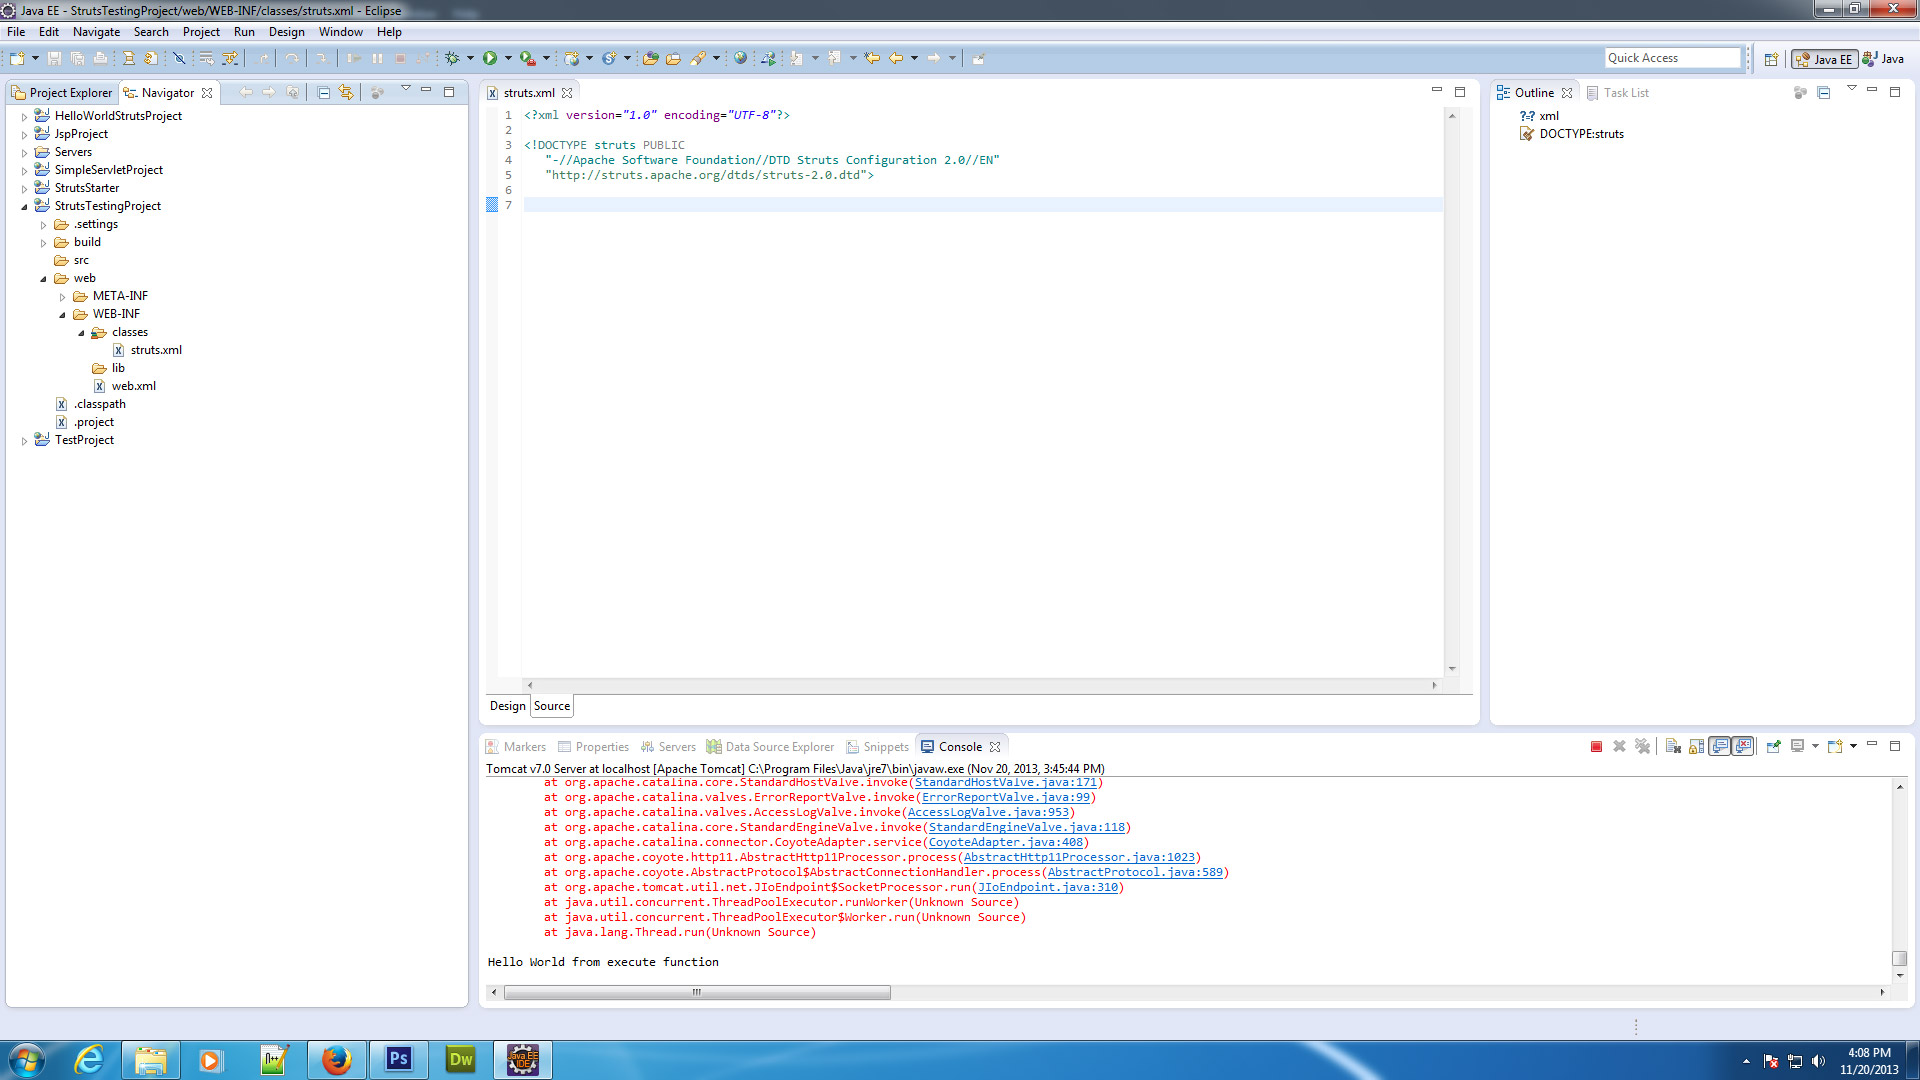 Java EE - StrutsTestingProject/web/WEB-INF/classes/struts.xml - Eclipse
File Edit Navigate Search Project Run Design Window Help
Quick Access
Java EE
Java
Project Explorer
Navigator
HelloWorldStrutsProject
JspProject
Servers
SimpleServletProject
StrutsStarter
StrutsTestingProject
.settings
build
src
web
META-INF
WEB-INF
classes
struts.xml
lib
web.xml
.classpath
.project
TestProject
struts.xml
1 <?xml version="1.0" encoding="UTF-8"?>
2
3 <!DOCTYPE struts PUBLIC
4 "-//Apache Software Foundation//DTD Struts Configuration 2.0//EN"
5 "http://struts.apache.org/dtds/struts-2.0.dtd">
6
7
Design Source
Outline
Task List
xml
DOCTYPE:struts
Markers Properties Servers Data Source Explorer Snippets Console
Tomcat v7.0 Server at localhost [Apache Tomcat] C:\Program Files\Java\jre7\bin\javaw.exe (Nov 20, 2013, 3:45:44 PM)
at org.apache.catalina.core.StandardHostValve.invoke(StandardHostValve.java:171)
at org.apache.catalina.valves.ErrorReportValve.invoke(ErrorReportValve.java:99)
at org.apache.catalina.valves.AccessLogValve.invoke(AccessLogValve.java:953)
at org.apache.catalina.core.StandardEngineValve.invoke(StandardEngineValve.java:118)
at org.apache.catalina.connector.CoyoteAdapter.service(CoyoteAdapter.java:408)
at org.apache.coyote.http11.AbstractHttp11Processor.process(AbstractHttp11Processor.java:1023)
at org.apache.coyote.AbstractProtocol$AbstractConnectionHandler.process(AbstractProtocol.java:589)
at org.apache.tomcat.util.net.JIoEndpoint$SocketProcessor.run(JIoEndpoint.java:310)
at java.util.concurrent.ThreadPoolExecutor.runWorker(Unknown Source)
at java.util.concurrent.ThreadPoolExecutor$Worker.run(Unknown Source)
at java.lang.Thread.run(Unknown Source)
Hello World from execute function
Ps
Dw
Java EE
IDE
4:08 PM
11/20/2013